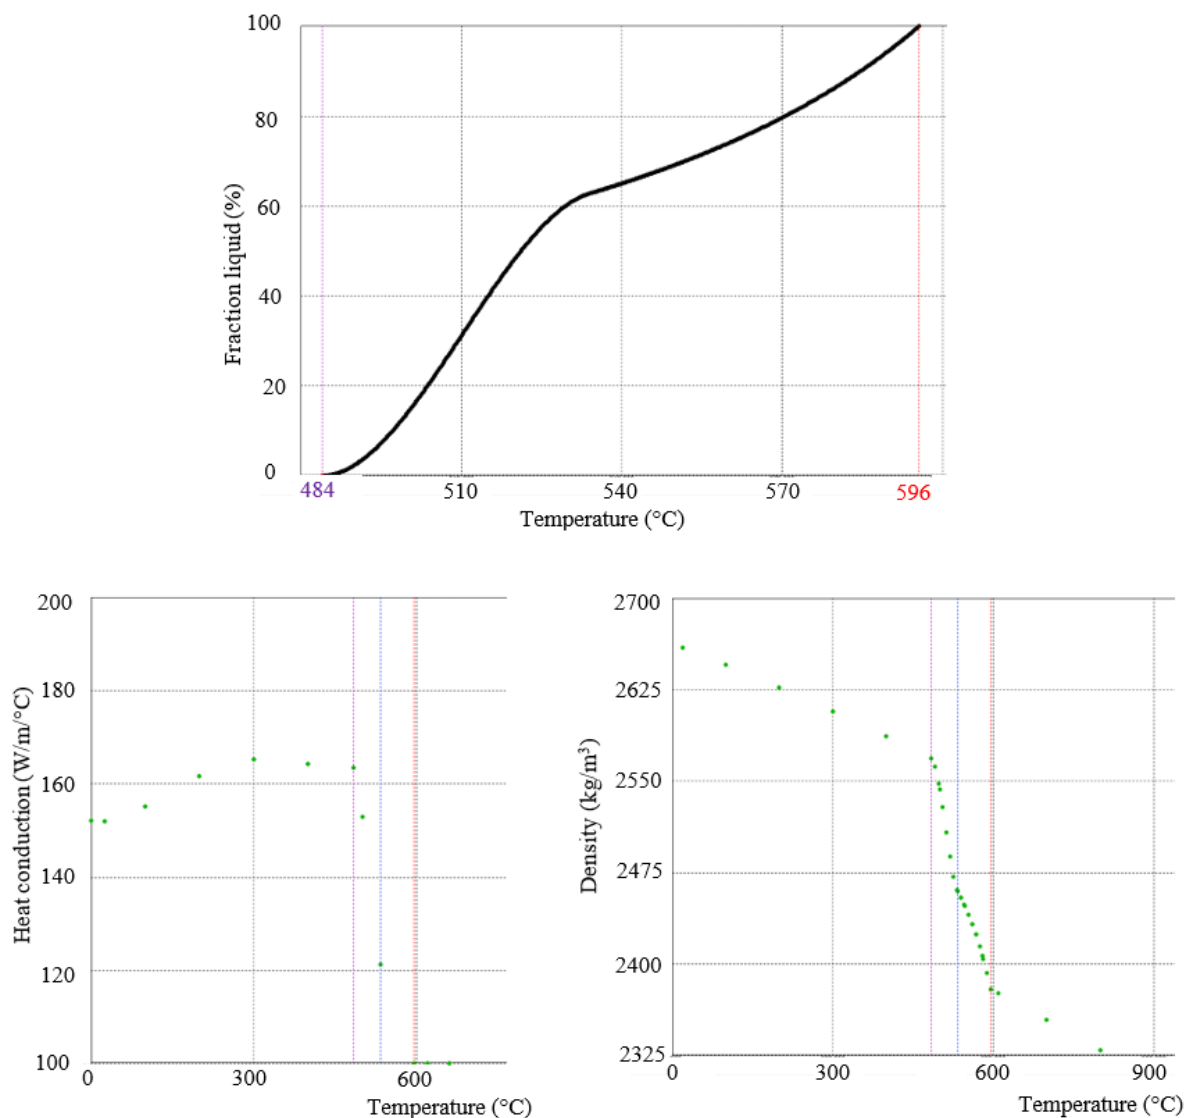 100
80
60
40
20
0
Fraction liquid (%)
484 510 540 570 596
Temperature (°C)
200
180
160
140
120
100
Heat conduction (W/m/°C)
0 300 600
Temperature (°C)
2700
2625
2550
2475
2400
2325
Density (kg/m³)
0 300 600 900
Temperature (°C)